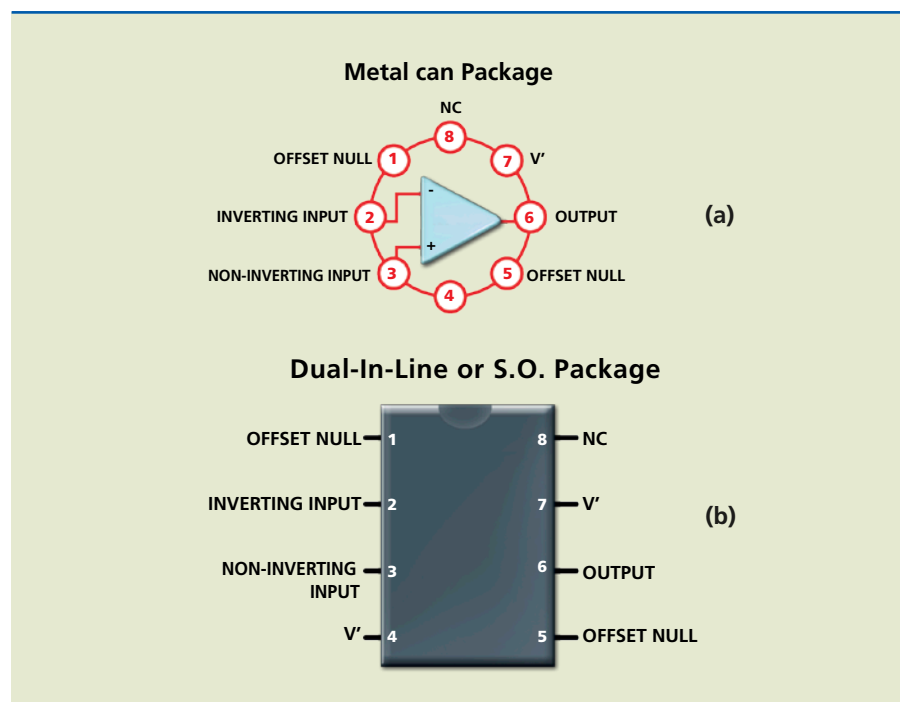 Metal can Package
NC
8
OFFSET NULL
1
7
V'
INVERTING INPUT
2
-
6
OUTPUT
(a)
NON-INVERTING INPUT
3
+
5
OFFSET NULL
4
Dual-In-Line or S.O. Package
OFFSET NULL
1
8
NC
INVERTING INPUT
2
7
V'
(b)
NON-INVERTING
INPUT
3
6
OUTPUT
V'
4
5
OFFSET NULL